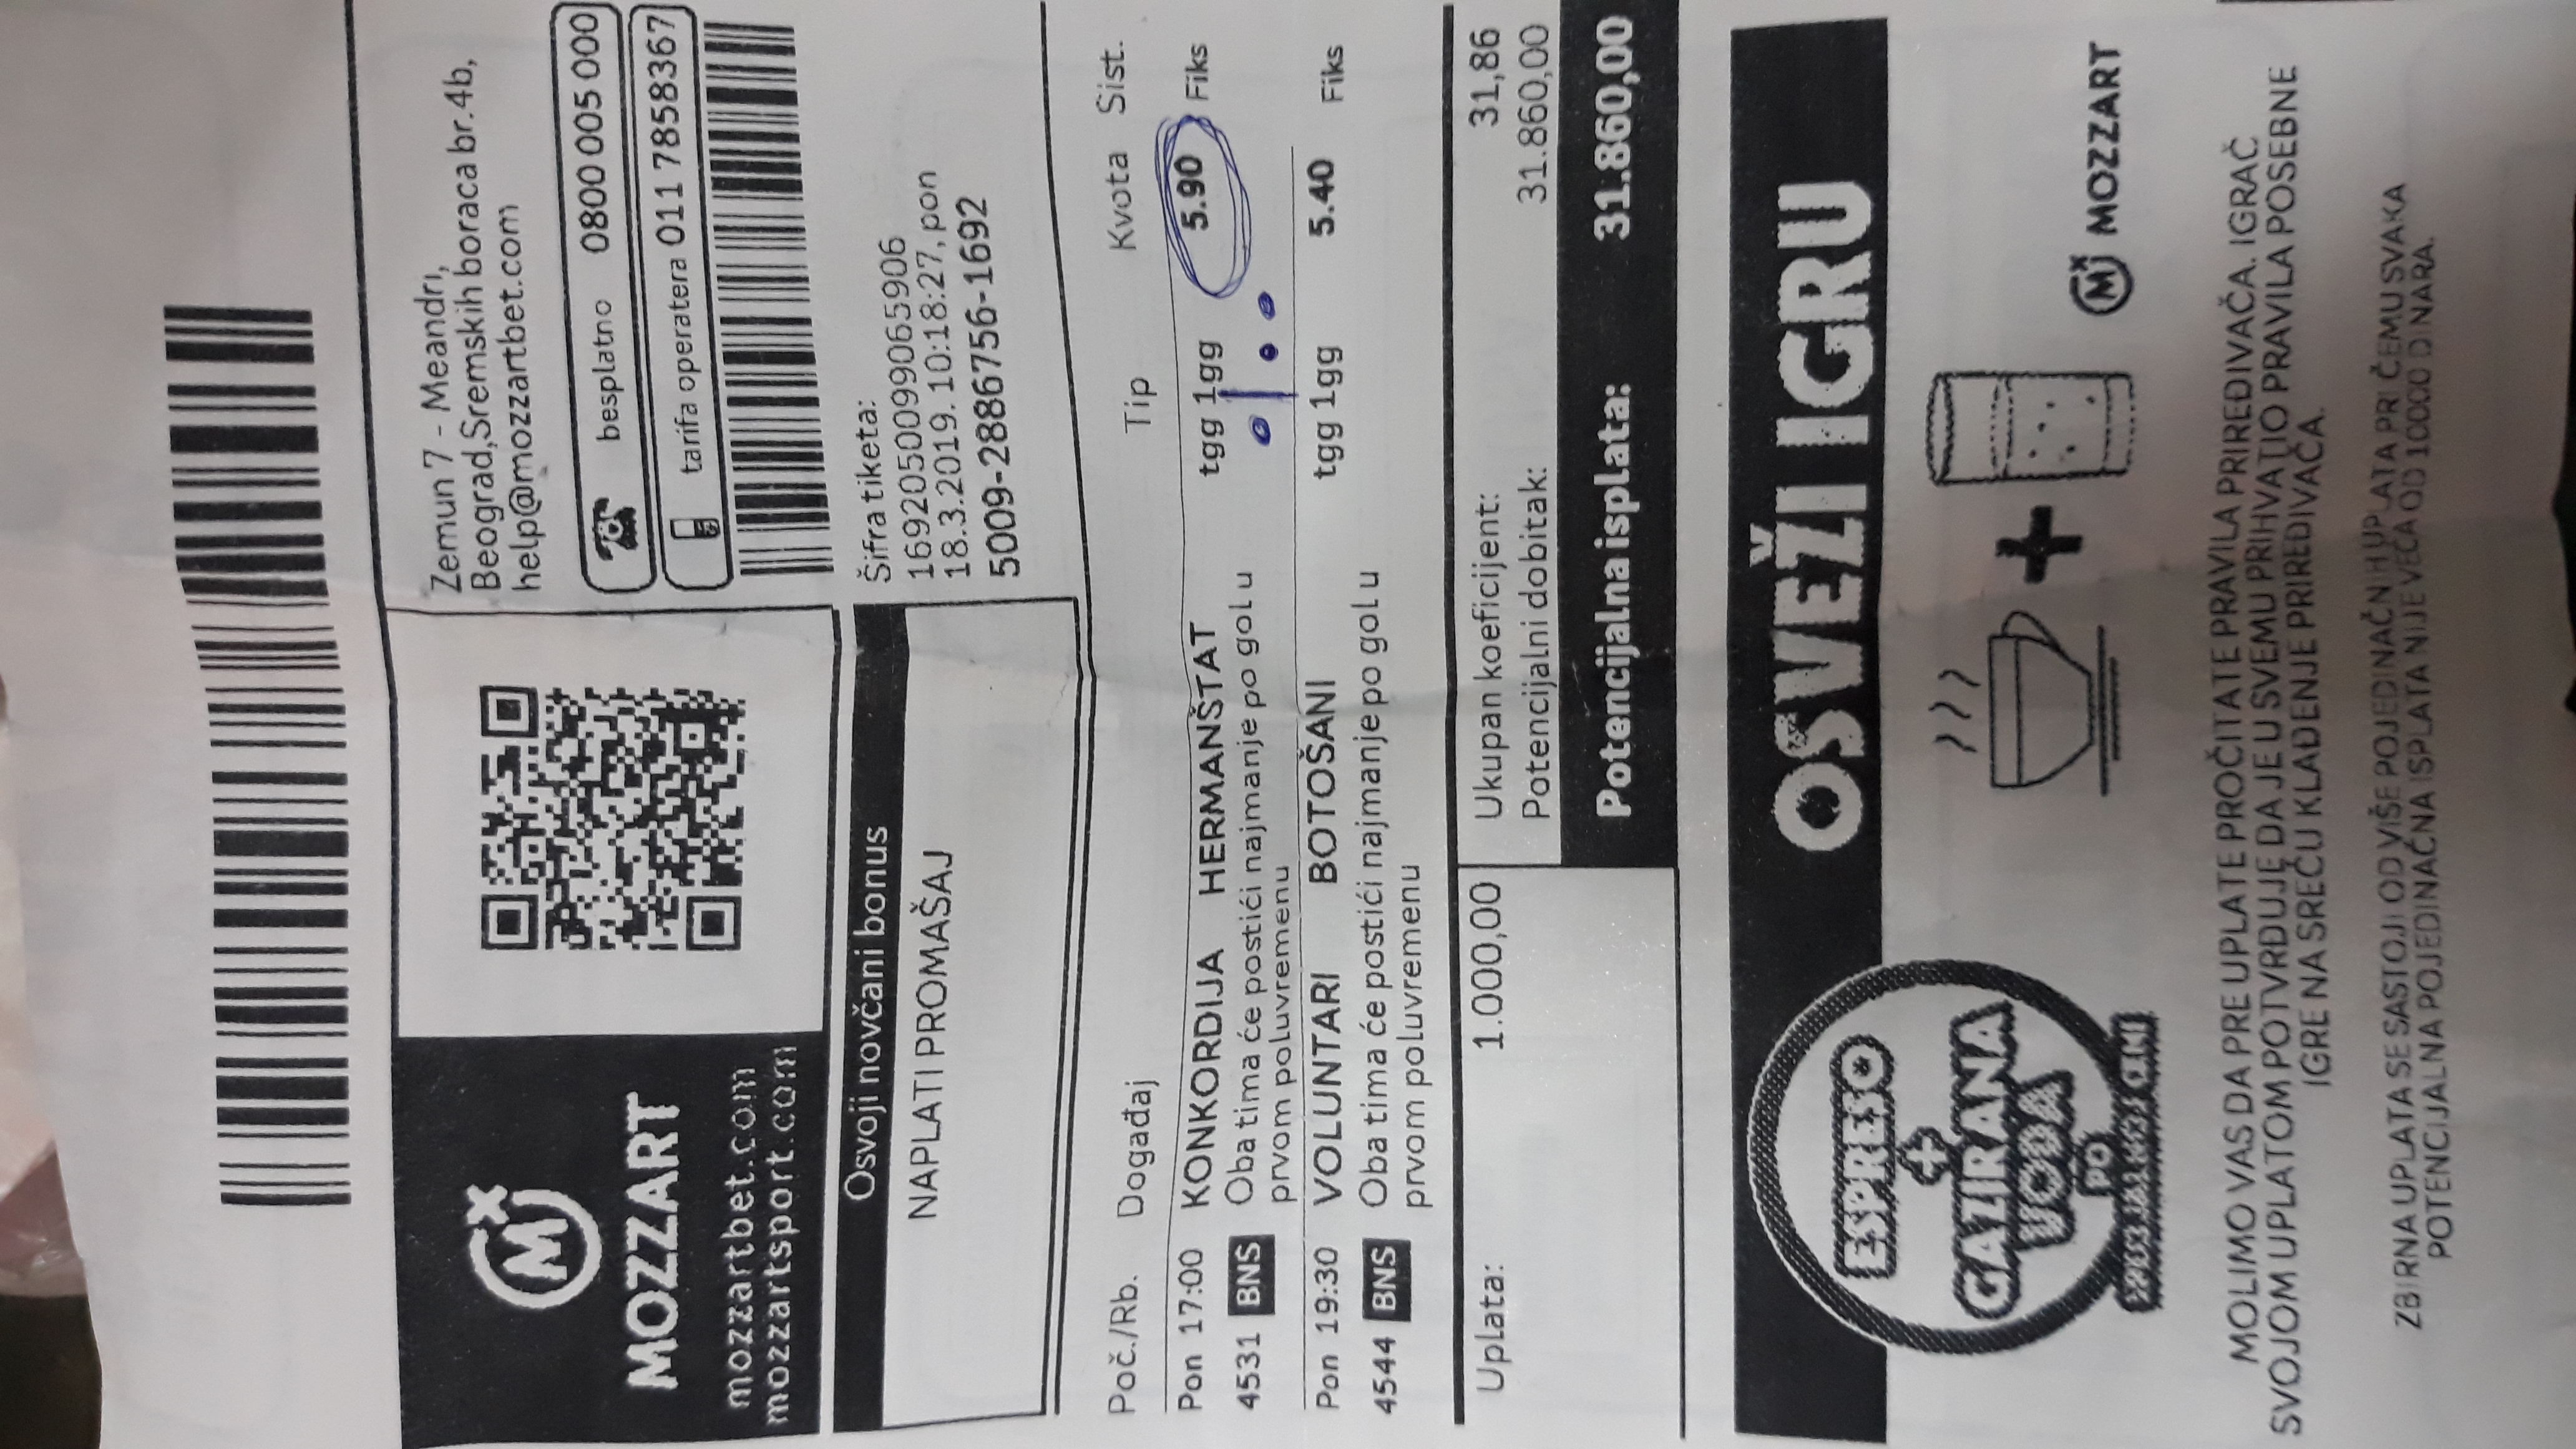 MOZZART
mozzartbet.com
mozzartsport.com
Zemun 7 - Meandri,
Beograd,Sremskih boraca br.4b,
help@mozzartbet.com
besplatno 0800 005 000
tarifa operatera 011 7858367
Osvoji novčani bonus
NAPLATI PROMAŠAJ
Šifra tiketa:
1692050099065906
18.3.2019. 10:18:27, pon
5009-2886756-1692
Poč./Rb. Događaj Tip Kvota Sist.
Pon 17:00 KONKORDIJA HERMANŠTAT tgg 1gg 5.90 Fiks
4531 BNS Oba tima će postići najmanje po gol u
prvom poluvremenu
Pon 19:30 VOLUNTARI BOTOŠANI tgg 1gg 5.40 Fiks
4544 BNS Oba tima će postići najmanje po gol u
prvom poluvremenu
Uplata: 1.000,00
Ukupan koeficijent: 31,86
Potencijalni dobitak: 31.860,00
Potencijalna isplata: 31.860,00
OSVEŽI IGRU
ESPRESO
+
GAZIRANA
VODA
PO
MOZZART
MOLIMO VAS DA PRE UPLATE PROČITATE PRAVILA PRIREĐIVAČA. IGRAČ
SVOJOM UPLATOM POTVRĐUJE DA JE U SVEMU PRIHVATIO PRAVILA POSEBNE
IGRE NA SREĆU KLAĐENJE PRIREĐIVAČA.
ZBIRNA UPLATA SE SASTOJI OD VIŠE POJEDINAČNIH UPLATA PRI ČEMU SVAKA
POTENCIJALNA POJEDINAČNA ISPLATA NIJE VEĆA OD 10000 DINARA.